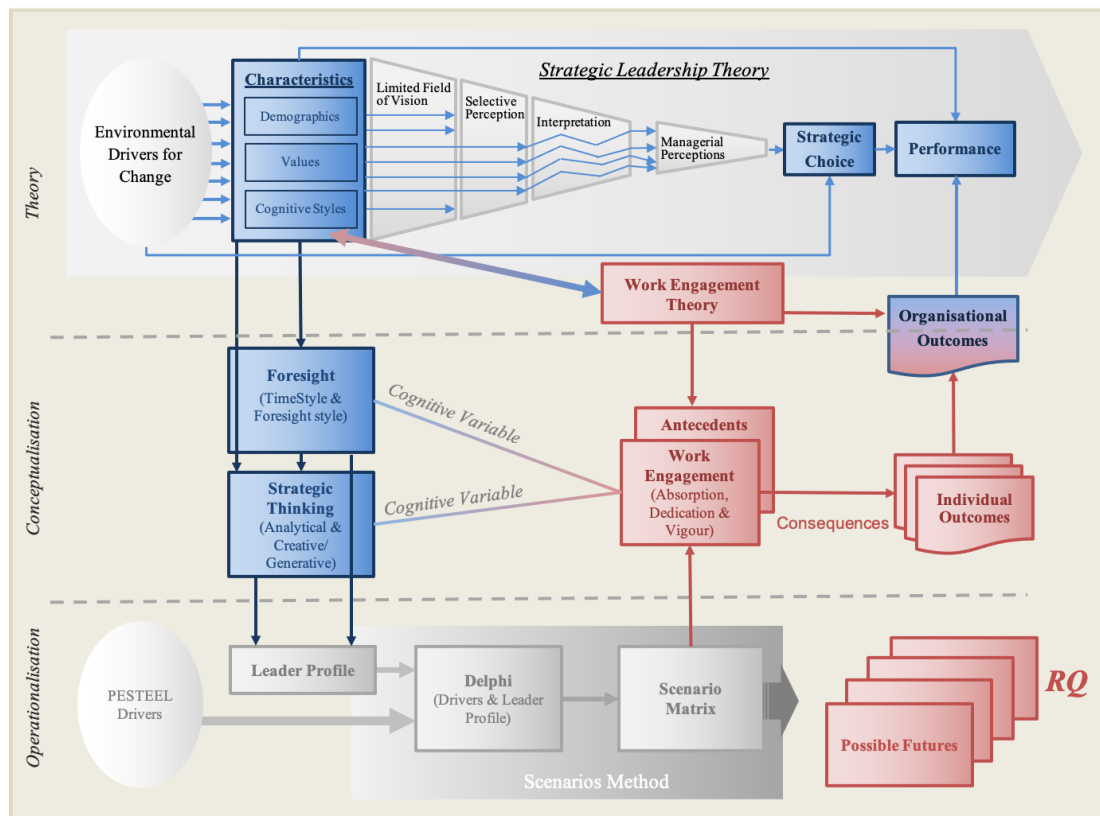 Theory
Environmental
Drivers for
Change
Characteristics
Demographics
Values
Cognitive Styles
Limited Field
of Vision
Selective
Perception
Interpretation
Strategic Leadership Theory
Managerial
Perceptions
Strategic
Choice
Performance
Work Engagement
Theory
Organisational
Outcomes
Conceptualisation
Foresight
(TimeStyle &
Foresight style)
Cognitive Variable
Strategic
Thinking
(Analytical &
Creative/
Generative)
Cognitive Variable
Antecedents
Work
Engagement
(Absorption,
Dedication &
Vigour)
Consequences
Individual
Outcomes
Operationalisation
PESTEEL
Drivers
Leader Profile
Delphi
(Drivers & Leader
Profile)
Scenario
Matrix
Scenarios Method
Possible Futures
RQ